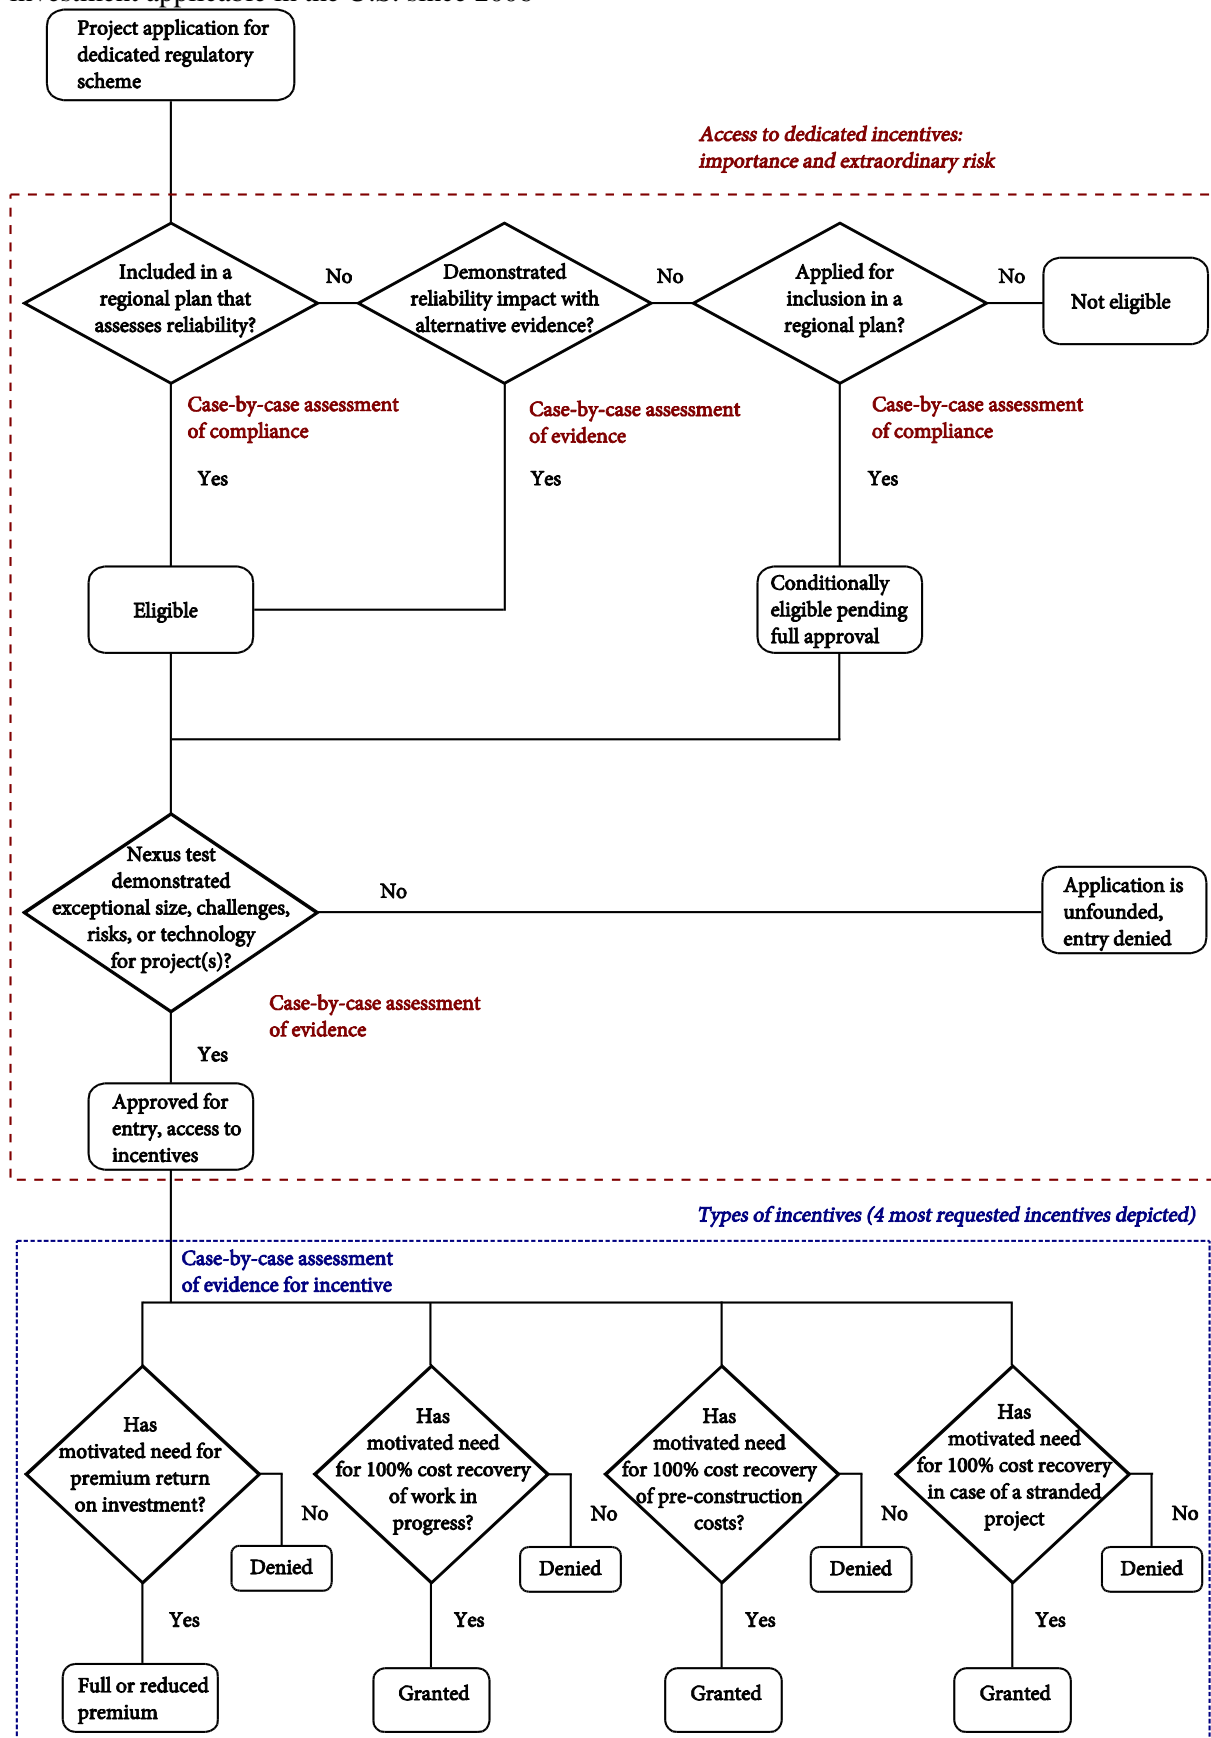 investment applicable in the U.S. since 2006
Project application for
dedicated regulatory
scheme
Access to dedicated incentives:
importance and extraordinary risk
Included in a
regional plan that
assesses reliability?
No
Demonstrated
reliability impact with
alternative evidence?
No
Applied for
inclusion in a
regional plan?
No
Not eligible
Case-by-case assessment
of compliance
Yes
Case-by-case assessment
of evidence
Yes
Case-by-case assessment
of compliance
Yes
Eligible
Conditionally
eligible pending
full approval
Nexus test
demonstrated
exceptional size, challenges,
risks, or technology
for project(s)?
No
Application is
unfounded,
entry denied
Case-by-case assessment
of evidence
Yes
Approved for
entry, access to
incentives
Types of incentives (4 most requested incentives depicted)
Case-by-case assessment
of evidence for incentive
Has
motivated need for
premium return
on investment?
No
Denied
Yes
Full or reduced
premium
Has
motivated need
for 100% cost recovery
of work in
progress?
No
Denied
Yes
Granted
Has
motivated need
for 100% cost recovery
of pre-construction
costs?
No
Denied
Yes
Granted
Has
motivated need
for 100% cost recovery
in case of a stranded
project
No
Denied
Yes
Granted